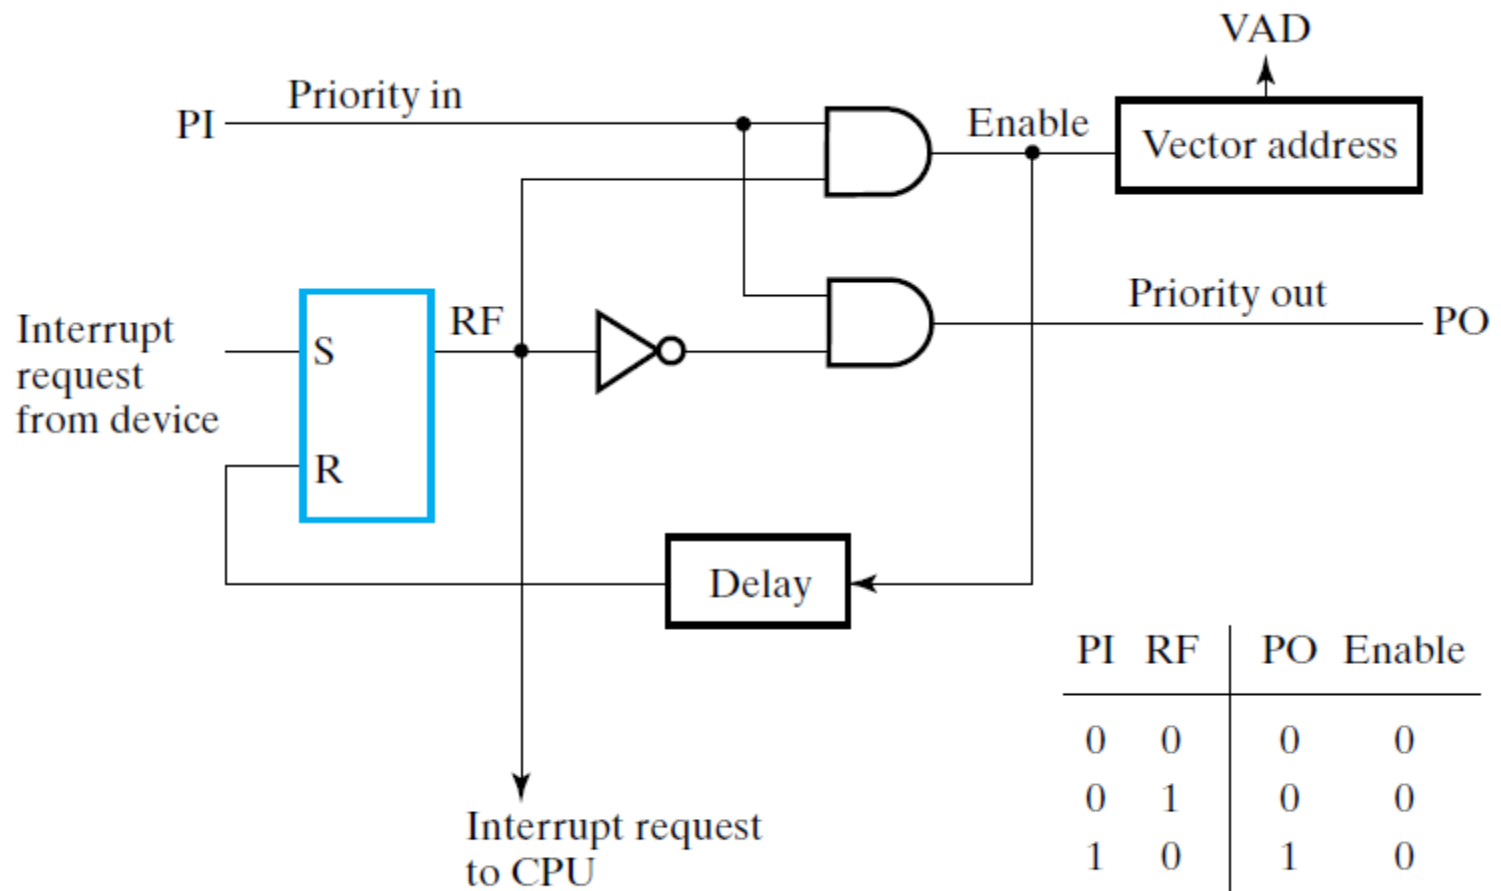 VAD
Priority in
PI
Enable
Vector address
Priority out
PO
Interrupt
request
from device
S
RF
R
Delay
Interrupt request
to CPU
PI RF PO Enable
0 0 0 0
0 1 0 0
1 0 1 0